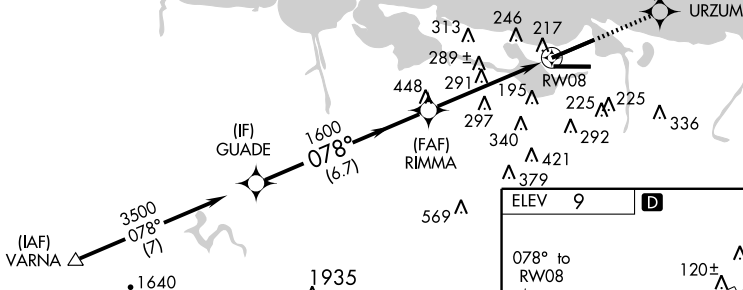 URZUM
313
246
217
289 ±
291
RW08
448
195
225
225
297
336
340
292
(IF)
GUADE
1600
078°
(6.7)
(FAF)
RIMMA
421
379
ELEV 9
D
569
3500
078°
(7)
(IAF)
VARNA
078° to
RW08
120±
1640
1935